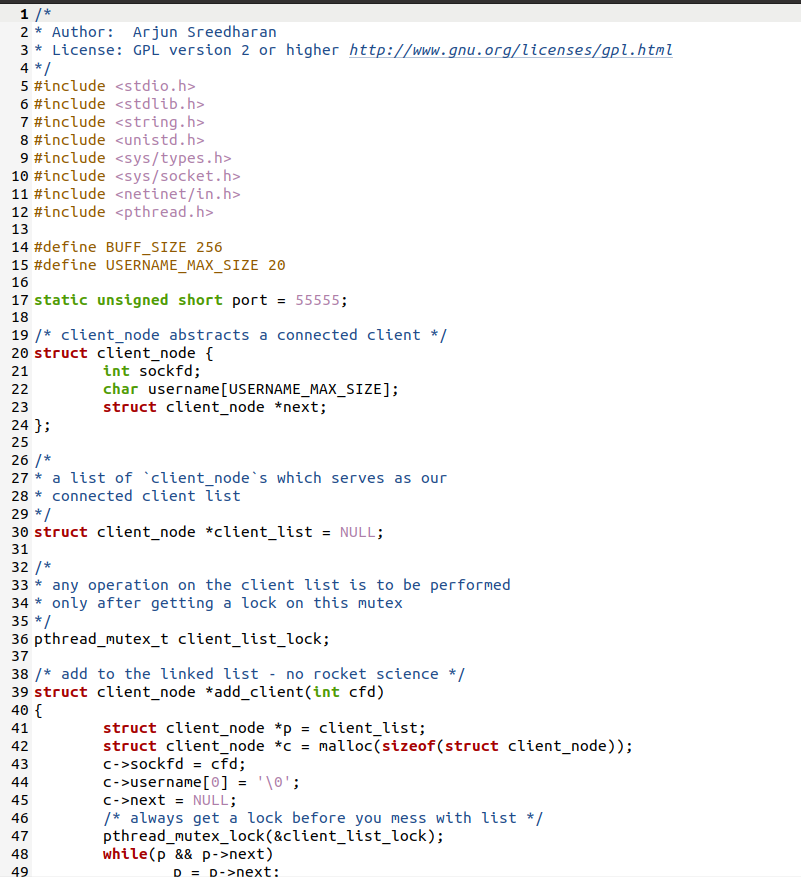 1 /*
2 * Author:  Arjun Sreedharan
3 * License: GPL version 2 or higher http://www.gnu.org/licenses/gpl.html
4 */
5 #include <stdio.h>
6 #include <stdlib.h>
7 #include <string.h>
8 #include <unistd.h>
9 #include <sys/types.h>
10 #include <sys/socket.h>
11 #include <netinet/in.h>
12 #include <pthread.h>
13
14 #define BUFF_SIZE 256
15 #define USERNAME_MAX_SIZE 20
16
17 static unsigned short port = 55555;
18
19 /* client_node abstracts a connected client */
20 struct client_node {
21         int sockfd;
22         char username[USERNAME_MAX_SIZE];
23         struct client_node *next;
24 };
25
26 /*
27 * a list of `client_node`s which serves as our
28 * connected client list
29 */
30 struct client_node *client_list = NULL;
31
32 /*
33 * any operation on the client list is to be performed
34 * only after getting a lock on this mutex
35 */
36 pthread_mutex_t client_list_lock;
37
38 /* add to the linked list - no rocket science */
39 struct client_node *add_client(int cfd)
40 {
41         struct client_node *p = client_list;
42         struct client_node *c = malloc(sizeof(struct client_node));
43         c->sockfd = cfd;
44         c->username[0] = '\0';
45         c->next = NULL;
46         /* always get a lock before you mess with list */
47         pthread_mutex_lock(&client_list_lock);
48         while(p && p->next)
49                 p = p->next;